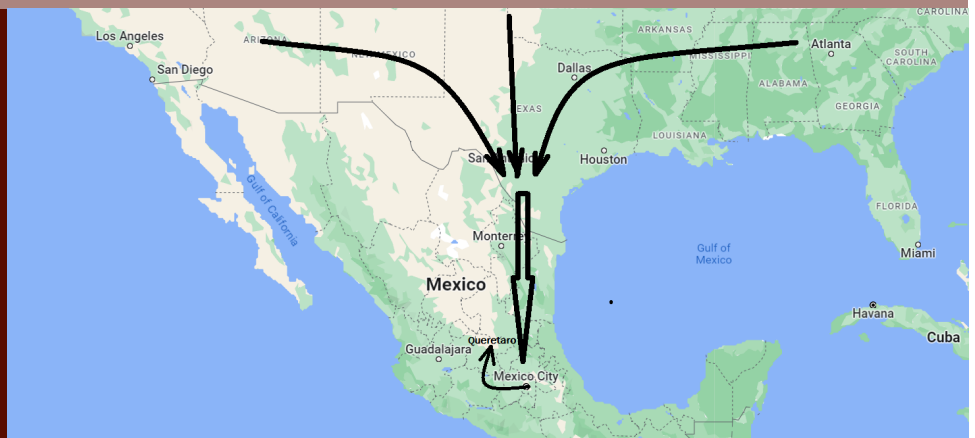 CAROLINA
Los Angeles
ARIZONA
NEW MEXICO
ARKANSAS
MISSISSIPPI
Atlanta
SOUTH
CAROLINA
San Diego
Dallas
ALABAMA
GEORGIA
LOUISIANA
Houston
Gulf of California
FLORIDA
Monterrey
Gulf of
Mexico
Miami
Mexico
Havana
Queretaro
Cuba
Guadalajara
Mexico City